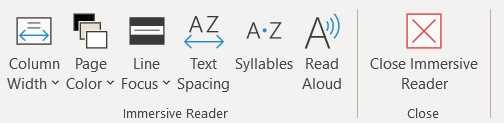 AZ A·Z A
Column Page Line Text Syllables Read Close Immersive
Width Color Focus Spacing Aloud Reader
Immersive Reader Close